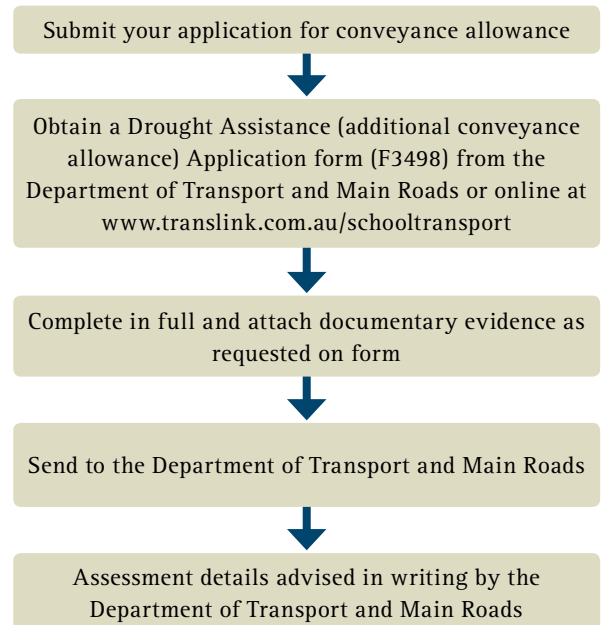 Submit your application for conveyance allowance
Obtain a Drought Assistance (additional conveyance
allowance) Application form (F3498) from the
Department of Transport and Main Roads or online at
www.translink.com.au/schooltransport
Complete in full and attach documentary evidence as
requested on form
Send to the Department of Transport and Main Roads
Assessment details advised in writing by the
Department of Transport and Main Roads